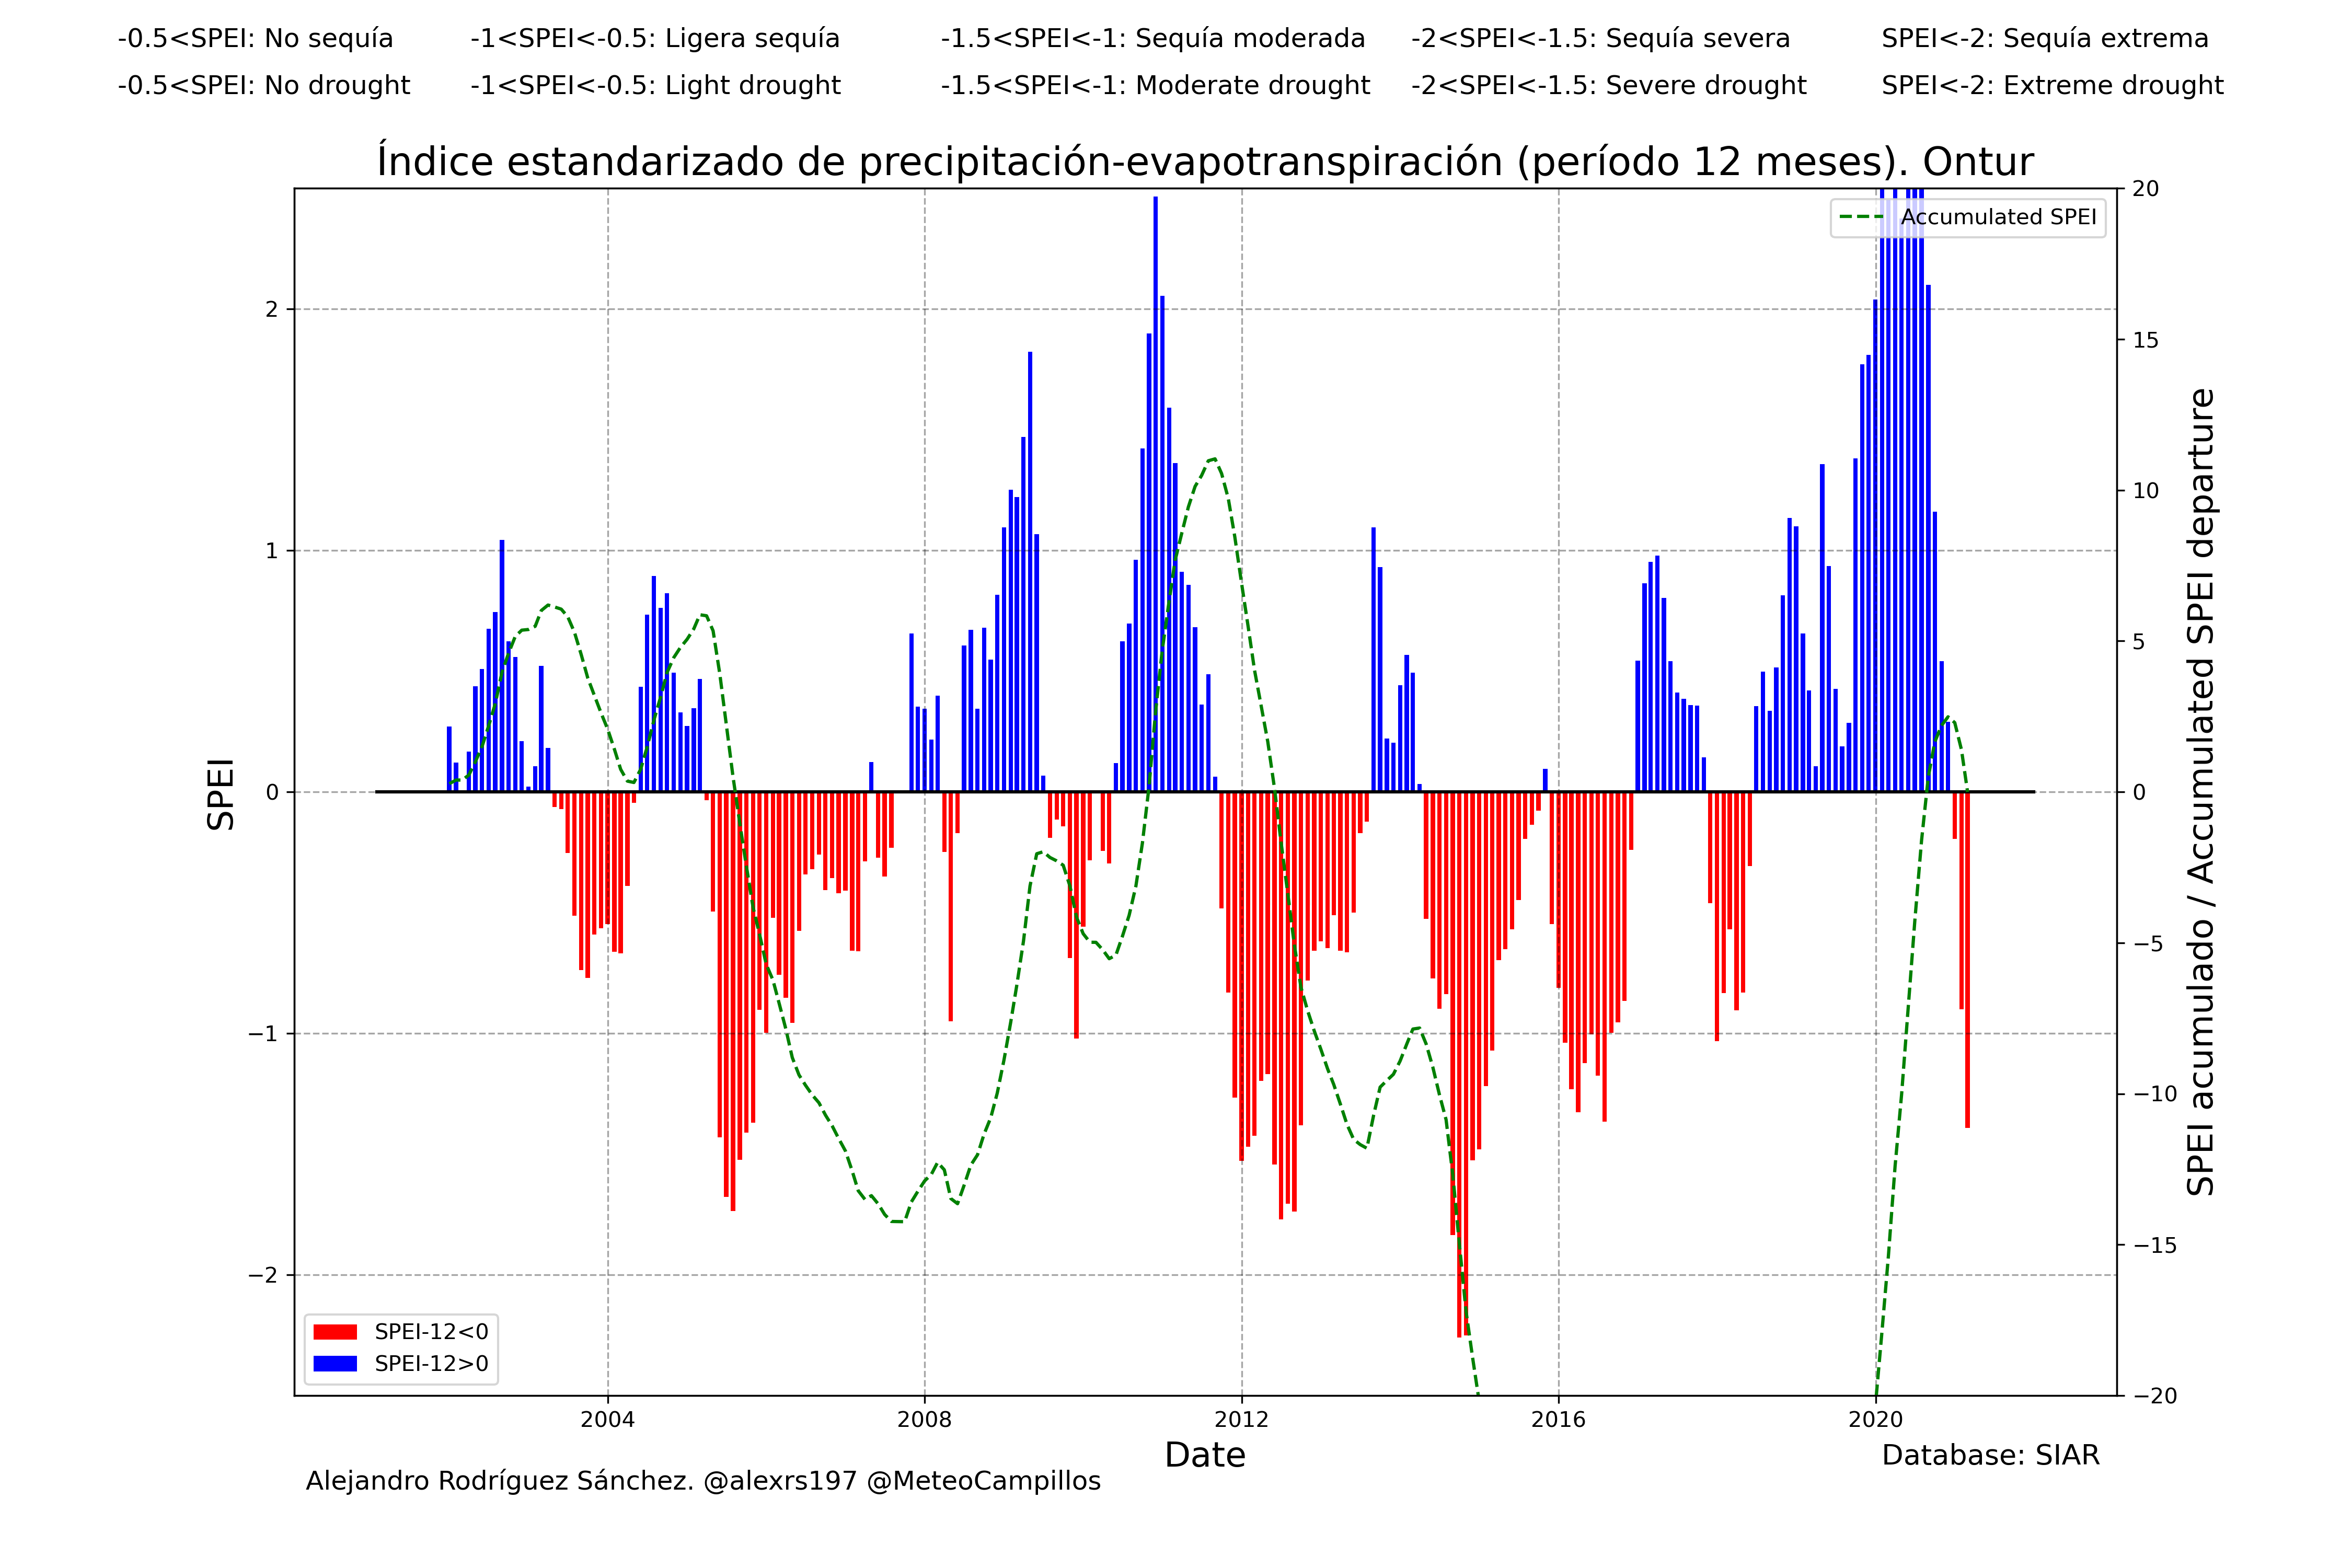 -0.5<SPEI: No sequía -1<SPEI<-0.5: Ligera sequía -1.5<SPEI<-1: Sequía moderada -2<SPEI<-1.5: Sequía severa SPEI<-2: Sequía extrema
-0.5<SPEI: No drought -1<SPEI<-0.5: Light drought -1.5<SPEI<-1: Moderate drought -2<SPEI<-1.5: Severe drought SPEI<-2: Extreme drought
Índice estandarizado de precipitación-evapotranspiración (período 12 meses). Ontur
Accumulated SPEI
SPEI
2
1
0
−1
−2
20
15
10
5
0
−5
−10
−15
−20
SPEI acumulado / Accumulated SPEI departure
SPEI-12<0
SPEI-12>0
2004 2008 2012 2016 2020
Date
Database: SIAR
Alejandro Rodríguez Sánchez. @alexrs197 @MeteoCampillos